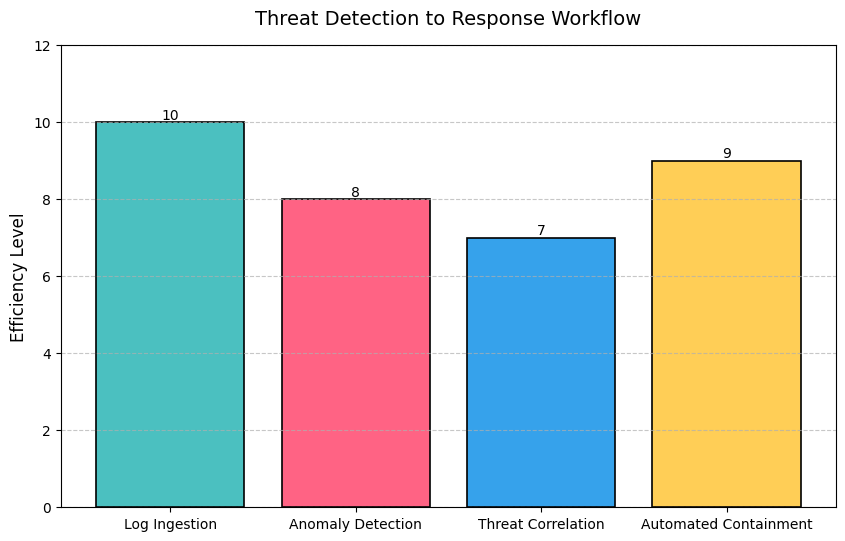 Threat Detection to Response Workflow
Efficiency Level
12
10
8
6
4
2
0
10
8
7
9
Log Ingestion
Anomaly Detection
Threat Correlation
Automated Containment